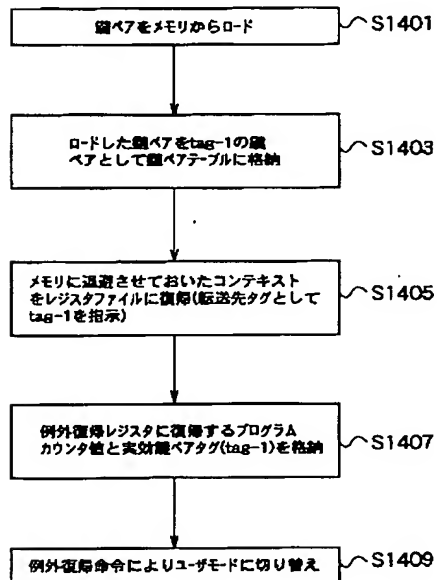 鍵ペアをメモリからロード
S1401
ロードした鍵ペアをtag-1の鍵
ペアとして鍵ペアテーブルに格納
S1403
メモリに退避させておいたコンテキスト
をレジスタファイルに復帰(転送先タグとして
tag-1を指示)
S1405
例外復帰レジスタに復帰するプログラム
カウンタ値と実効鍵ペアタグ(tag-1)を格納
S1407
例外復帰命令によりユーザモードに切り替え
S1409